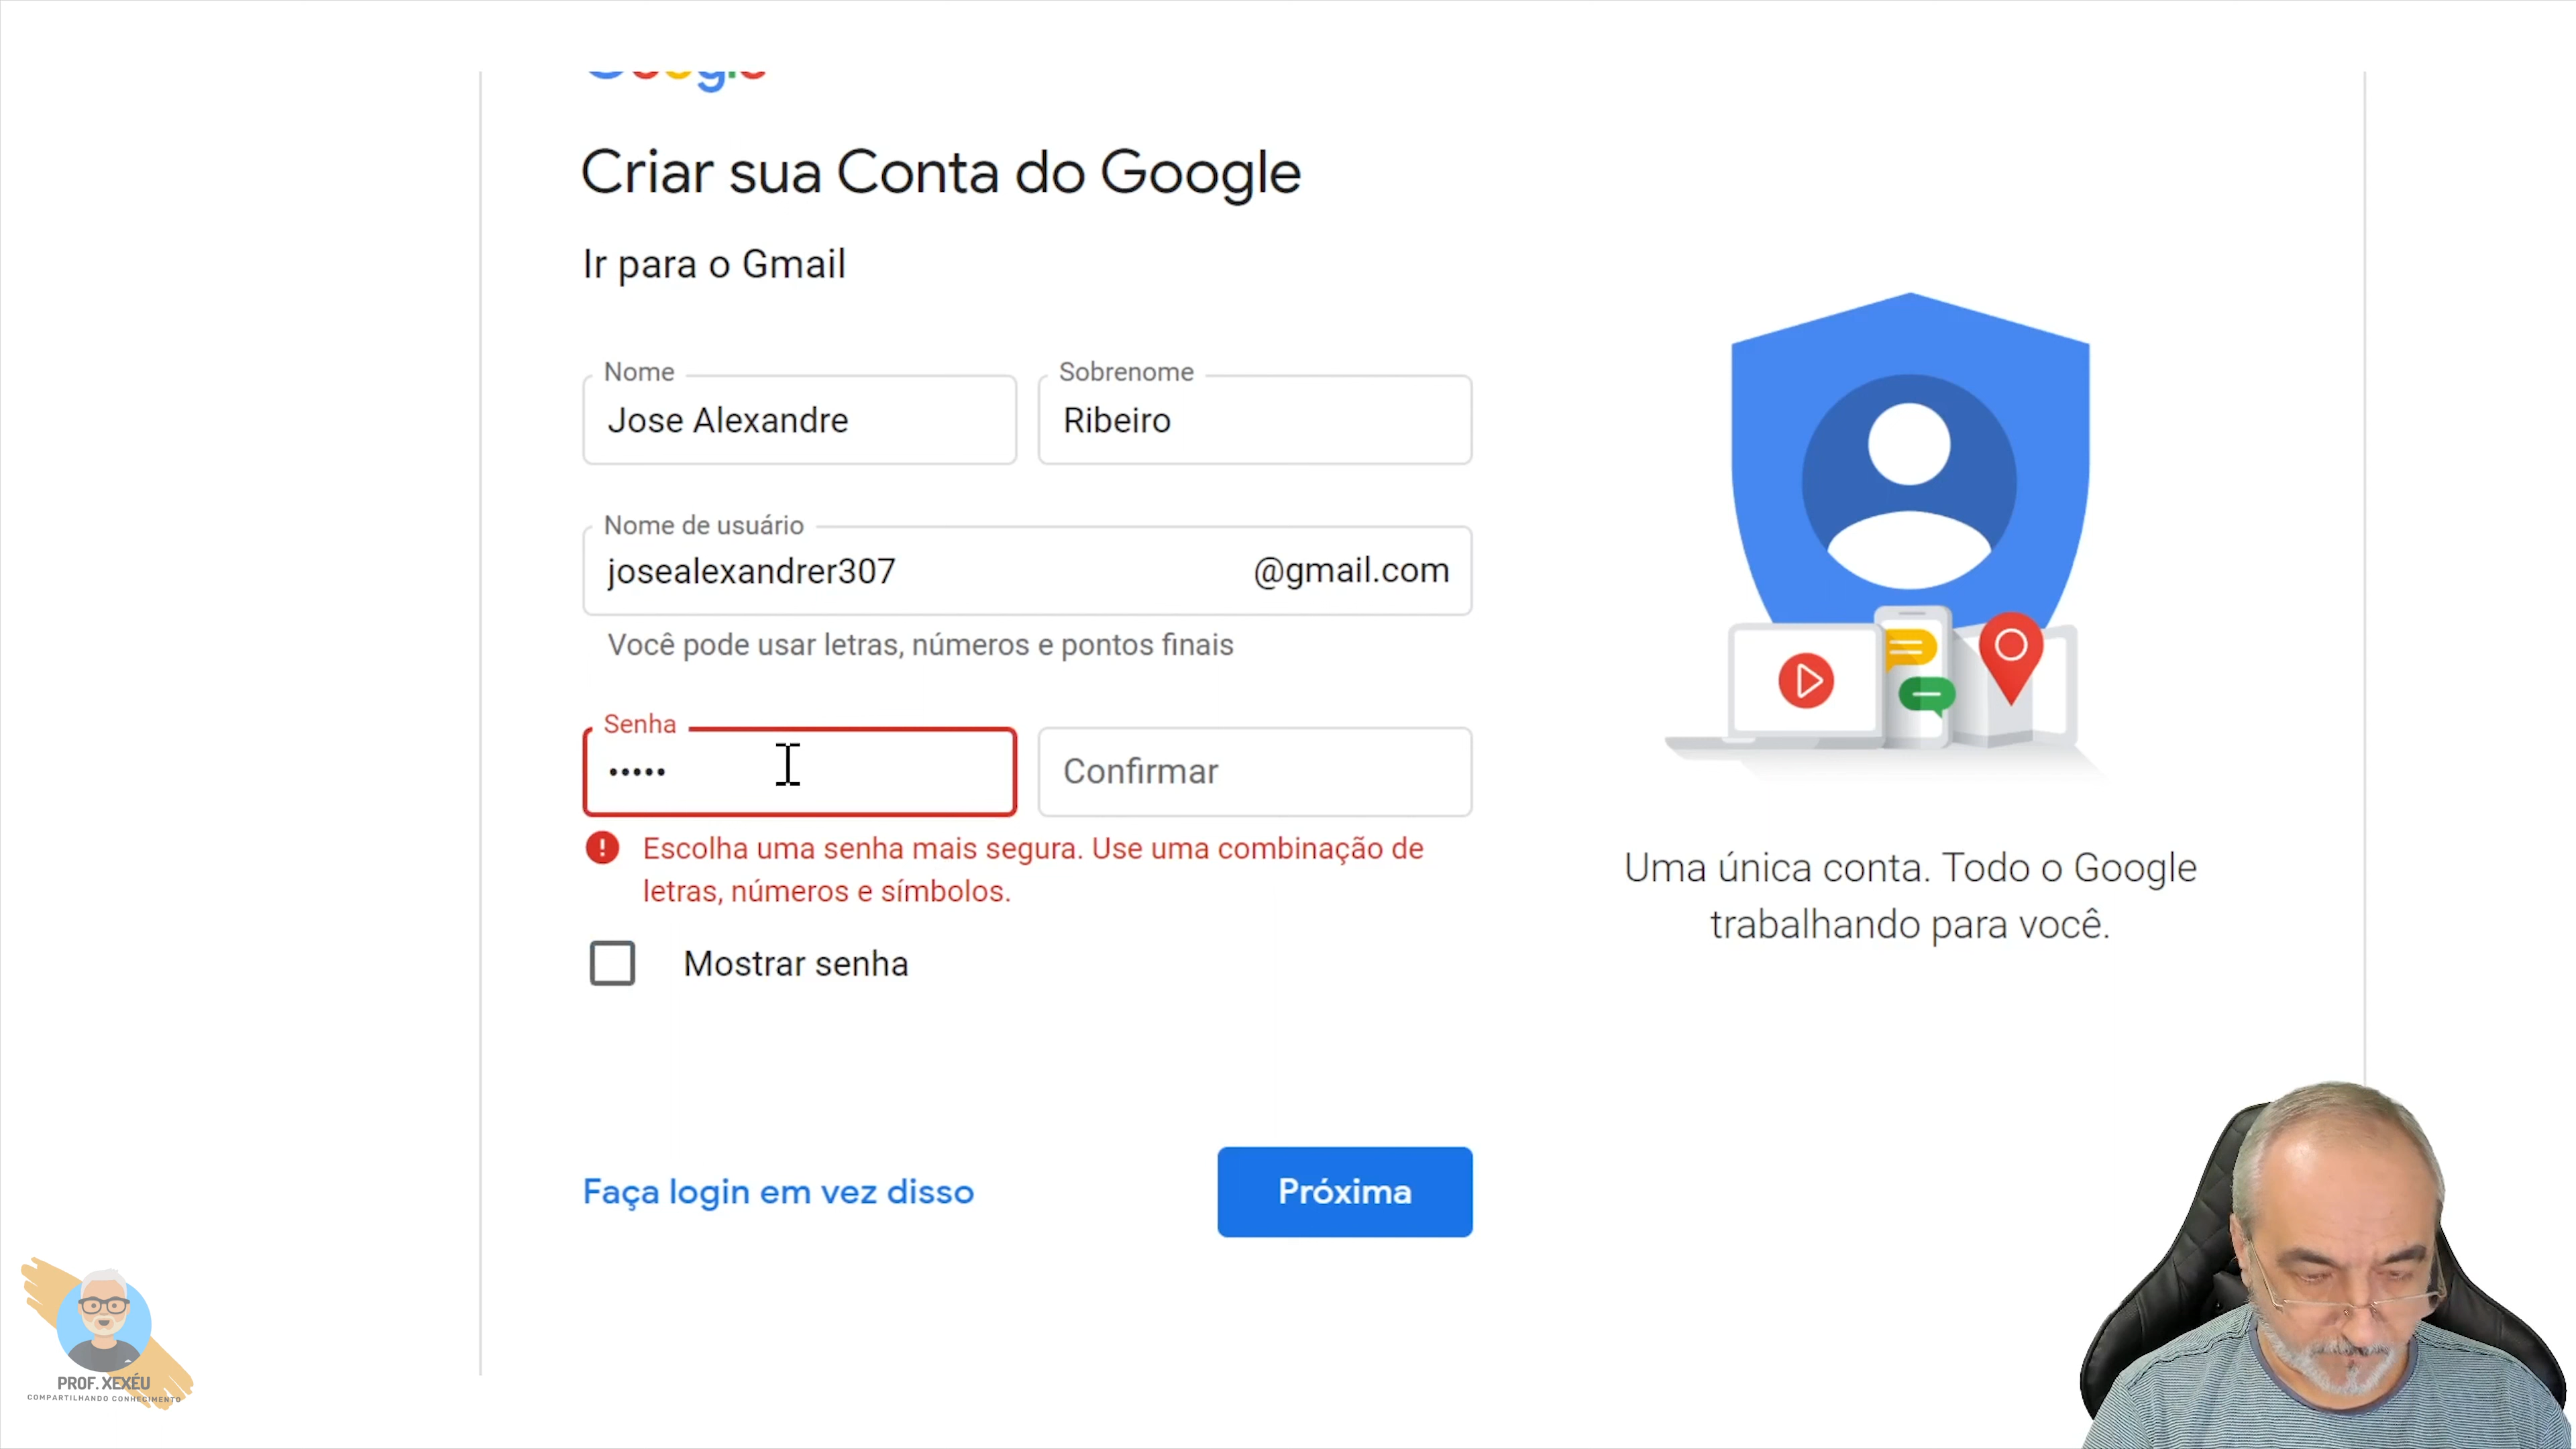 Google
Criar sua Conta do Google
Ir para o Gmail
Nome
Jose Alexandre
Sobrenome
Ribeiro
Nome de usuário
josealexandrer307
@gmail.com
Você pode usar letras, números e pontos finais
Senha
•••••
Confirmar
Escolha uma senha mais segura. Use uma combinação de
letras, números e símbolos.
Mostrar senha
Faça login em vez disso
Próxima
Uma única conta. Todo o Google
trabalhando para você.
PROF. XEXÉU
COMPARTILHANDO CONHECIMENTO